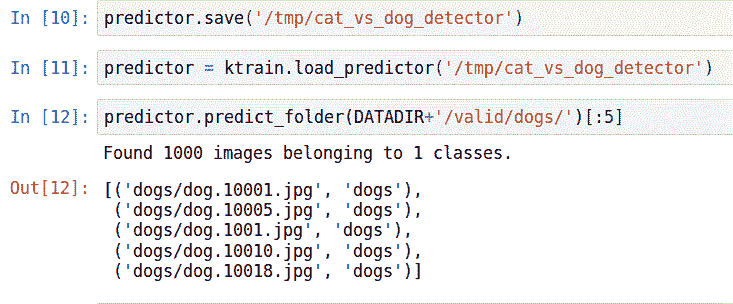 In [10]: predictor.save('/tmp/cat_vs_dog_detector')
In [11]: predictor = ktrain.load_predictor('/tmp/cat_vs_dog_detector')
In [12]: predictor.predict_folder(DATADIR+'/valid/dogs/')[:5]
Found 1000 images belonging to 1 classes.
Out[12]: [('dogs/dog.10001.jpg', 'dogs'),
('dogs/dog.10005.jpg', 'dogs'),
('dogs/dog.1001.jpg', 'dogs'),
('dogs/dog.10010.jpg', 'dogs'),
('dogs/dog.10018.jpg', 'dogs')]